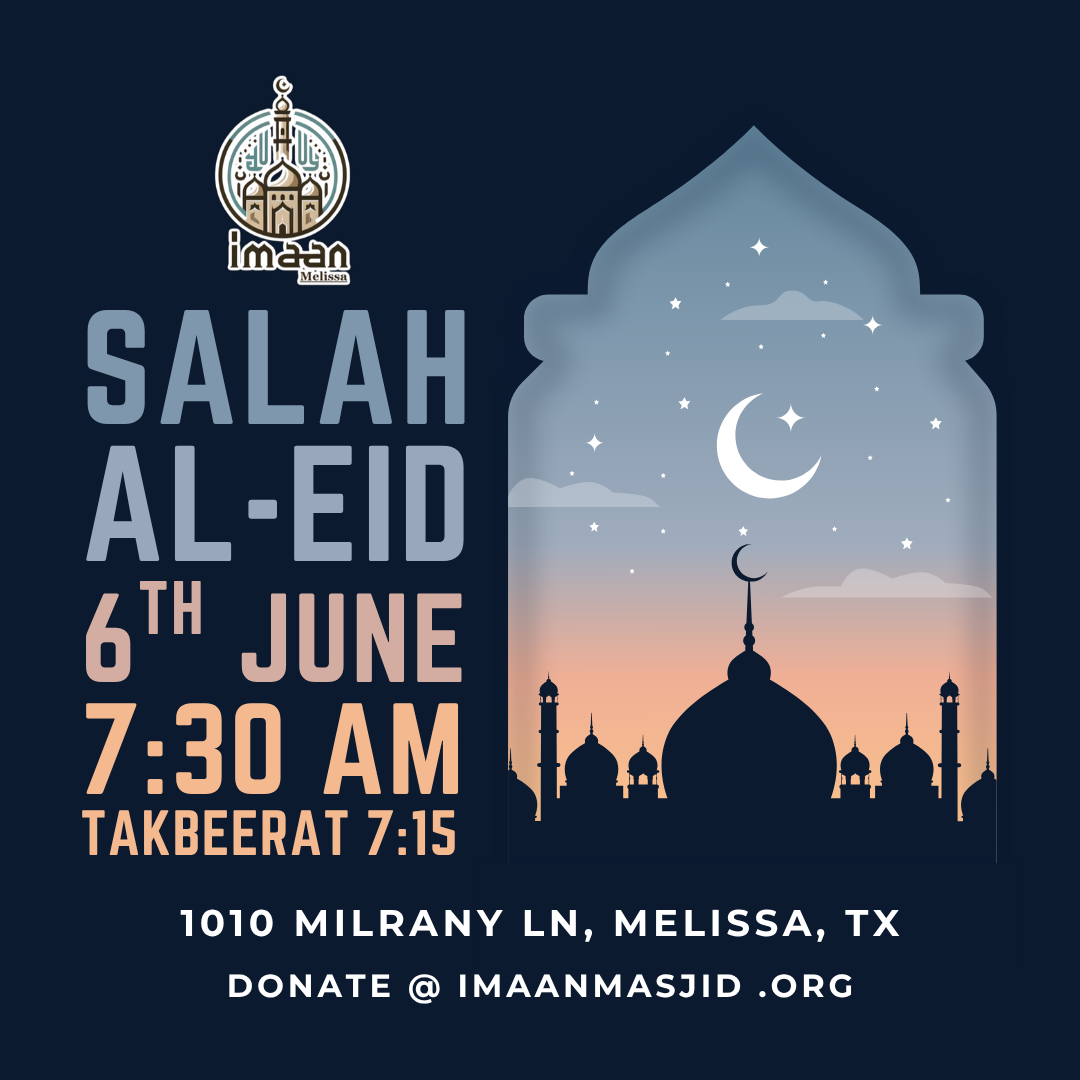 imaan
Melissa
SALAH
AL-EID
6TH JUNE
7:30 AM
TAKBEERAT 7:15
1010 MILRANY LN, MELISSA, TX
DONATE @ IMAANMASJID .ORG